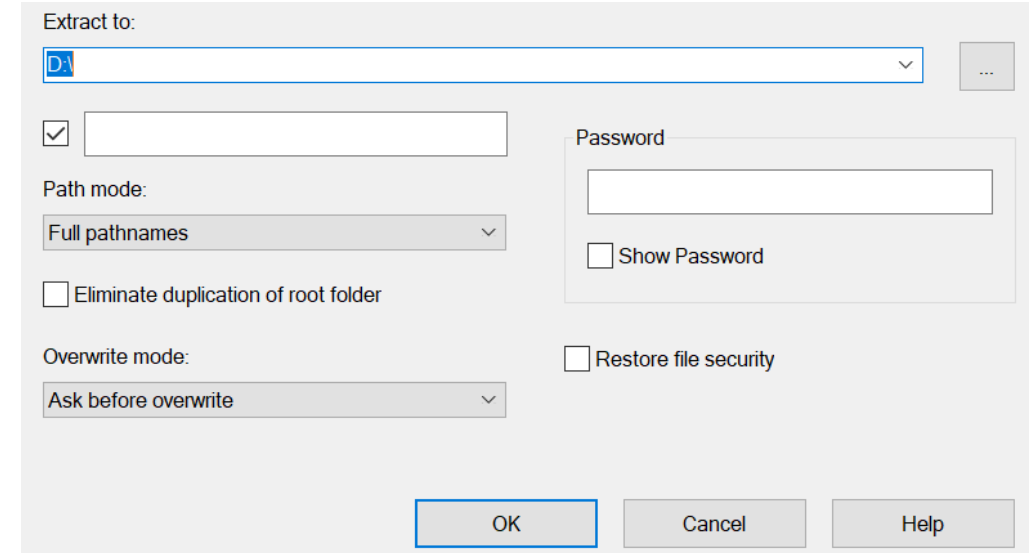 Extract to:
D:\
...
Password
Path mode:
Full pathnames
Show Password
Eliminate duplication of root folder
Overwrite mode:
Restore file security
Ask before overwrite
OK
Cancel
Help